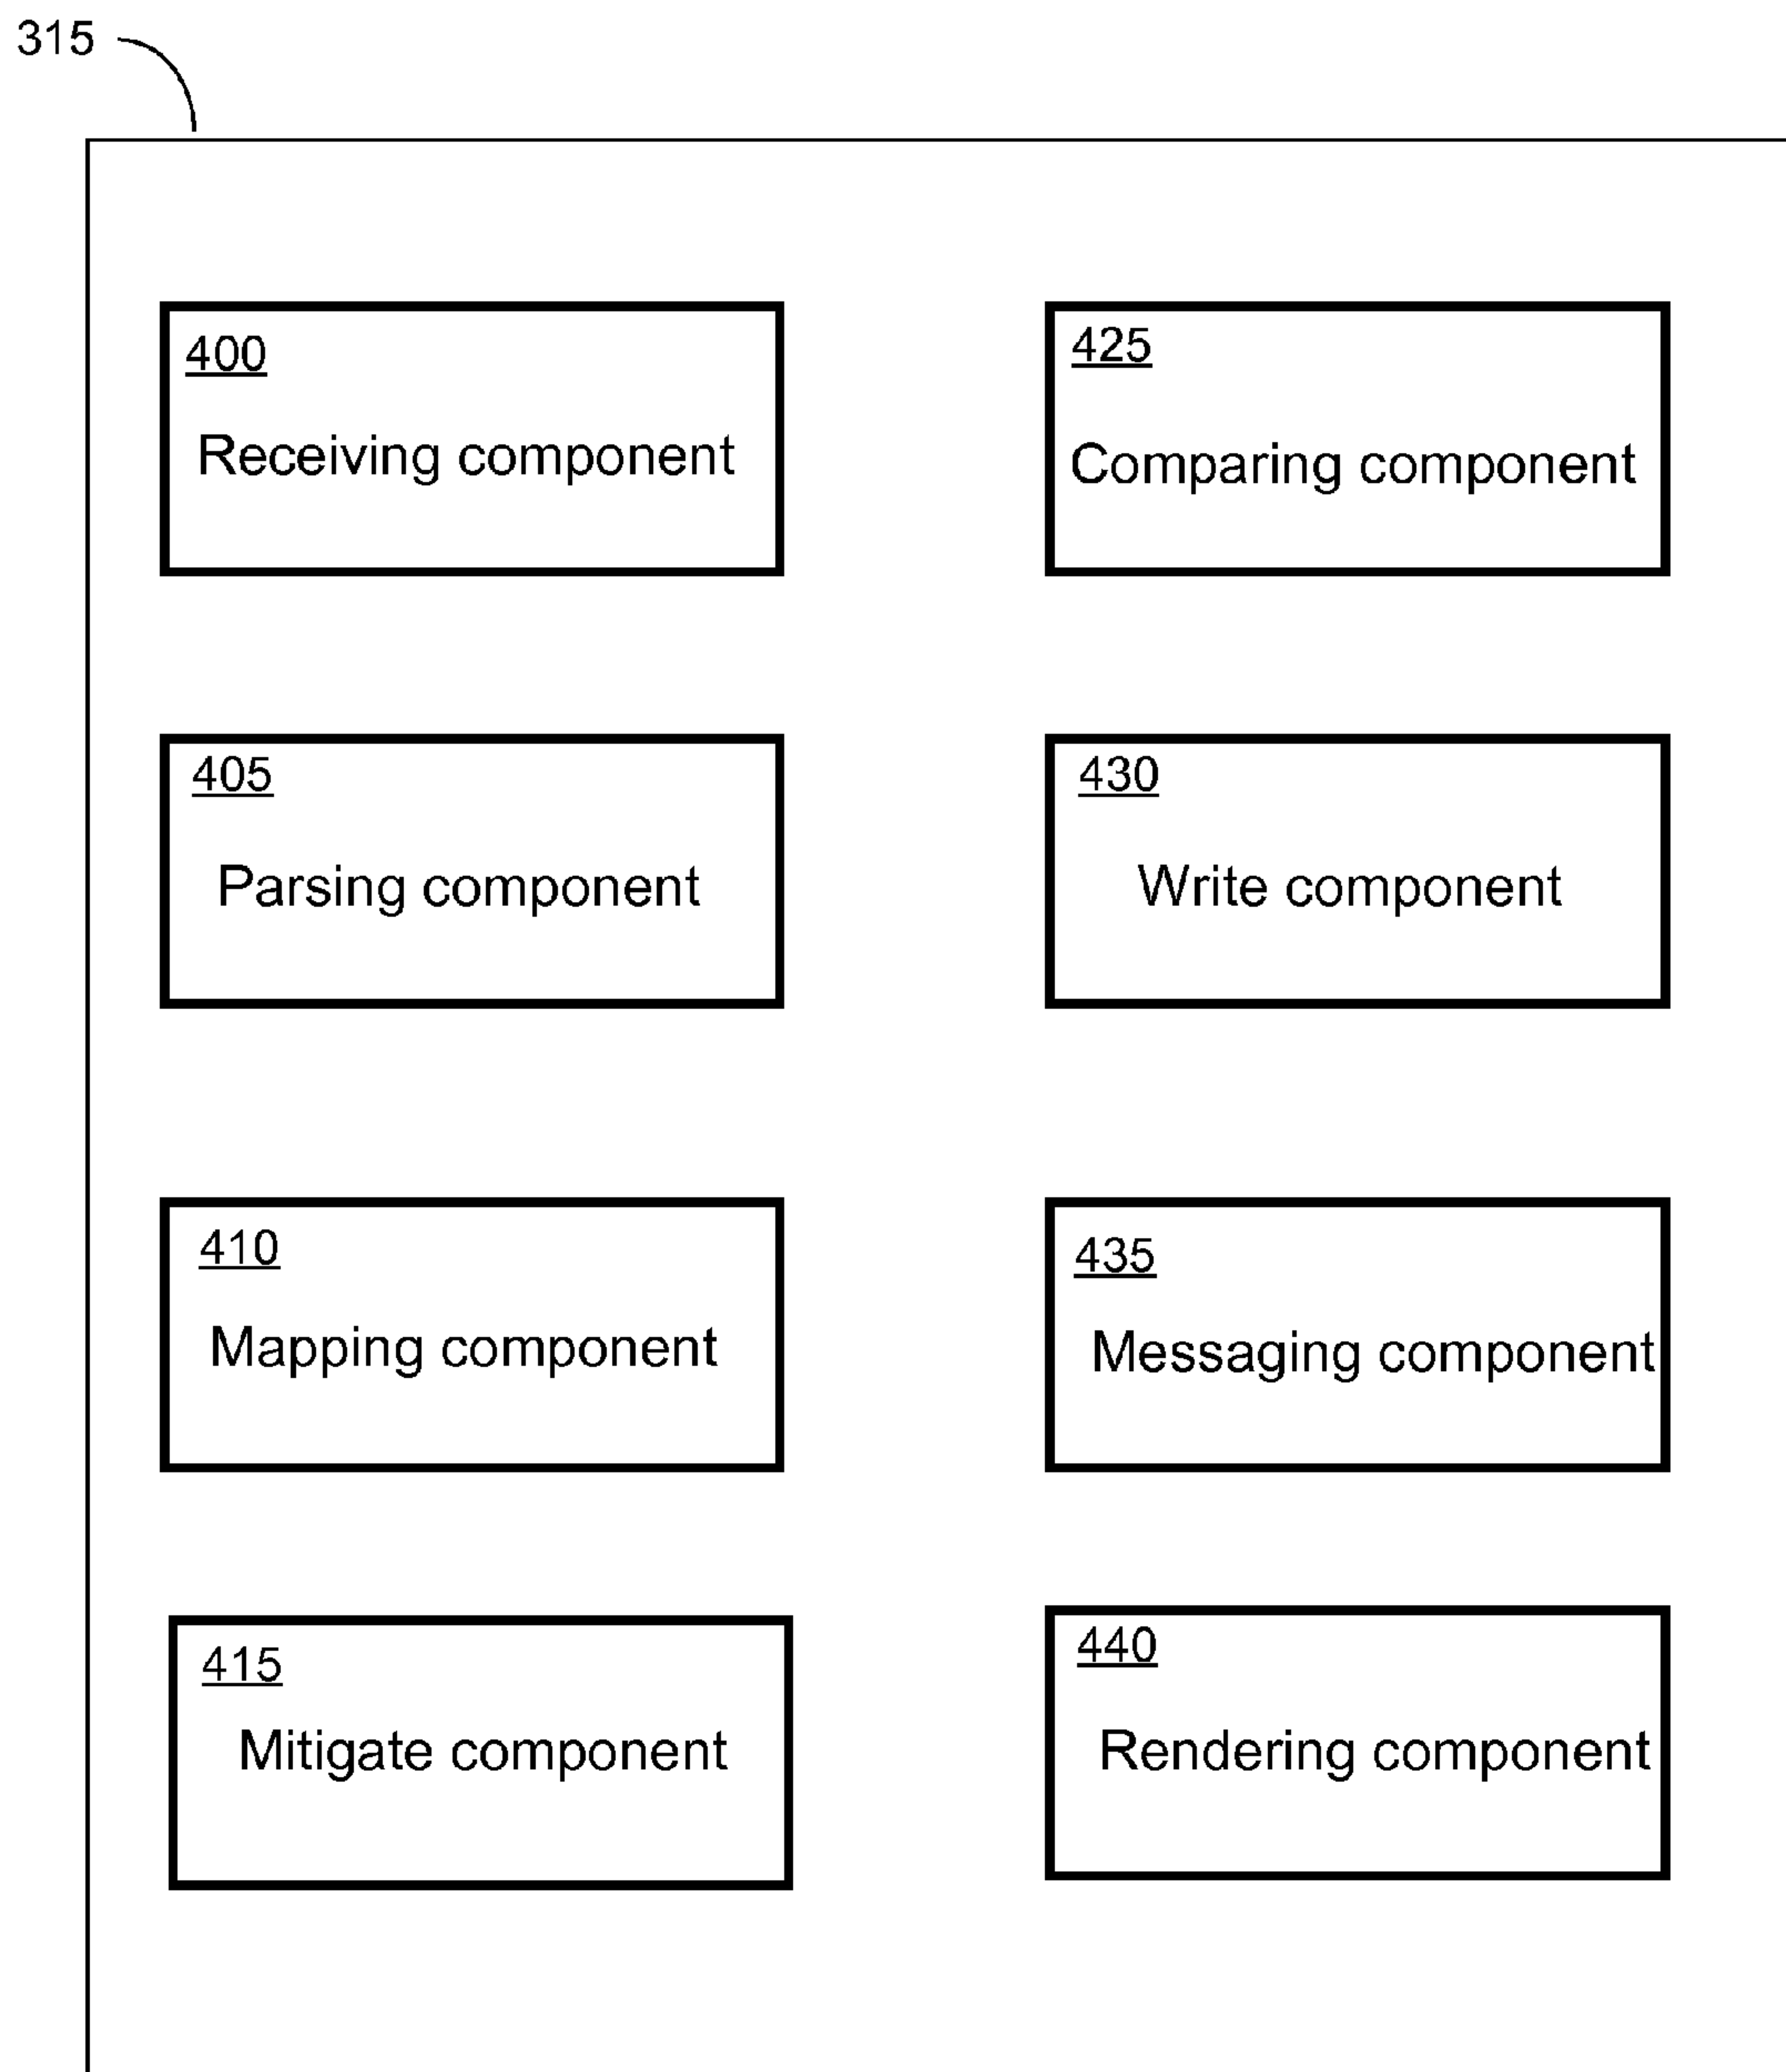 315
400
Receiving component
425
Comparing component
405
Parsing component
430
Write component
410
Mapping component
435
Messaging component
415
Mitigate component
440
Rendering component